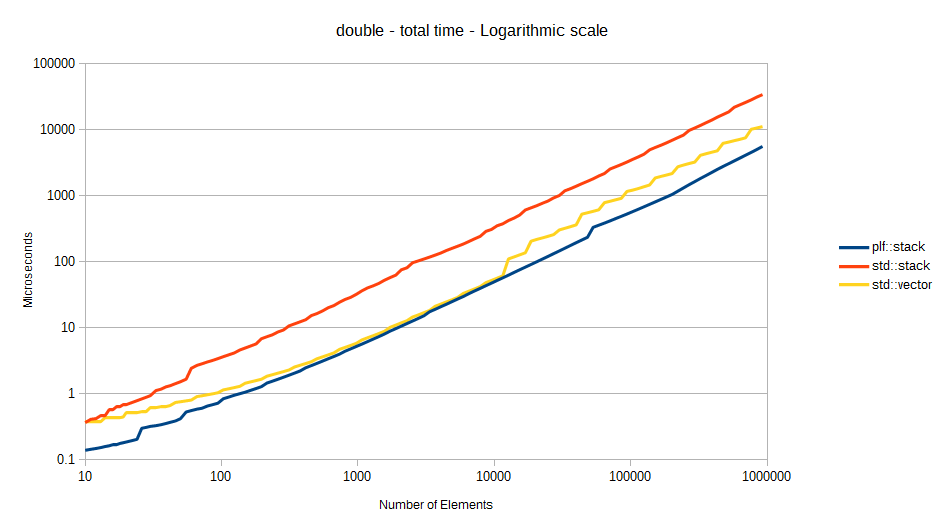 double - total time - Logarithmic scale
100000
10000
1000
100
10
1
0.1
Microseconds
10 100 1000 10000 100000 1000000
Number of Elements
plf::stack
std::stack
std::vector